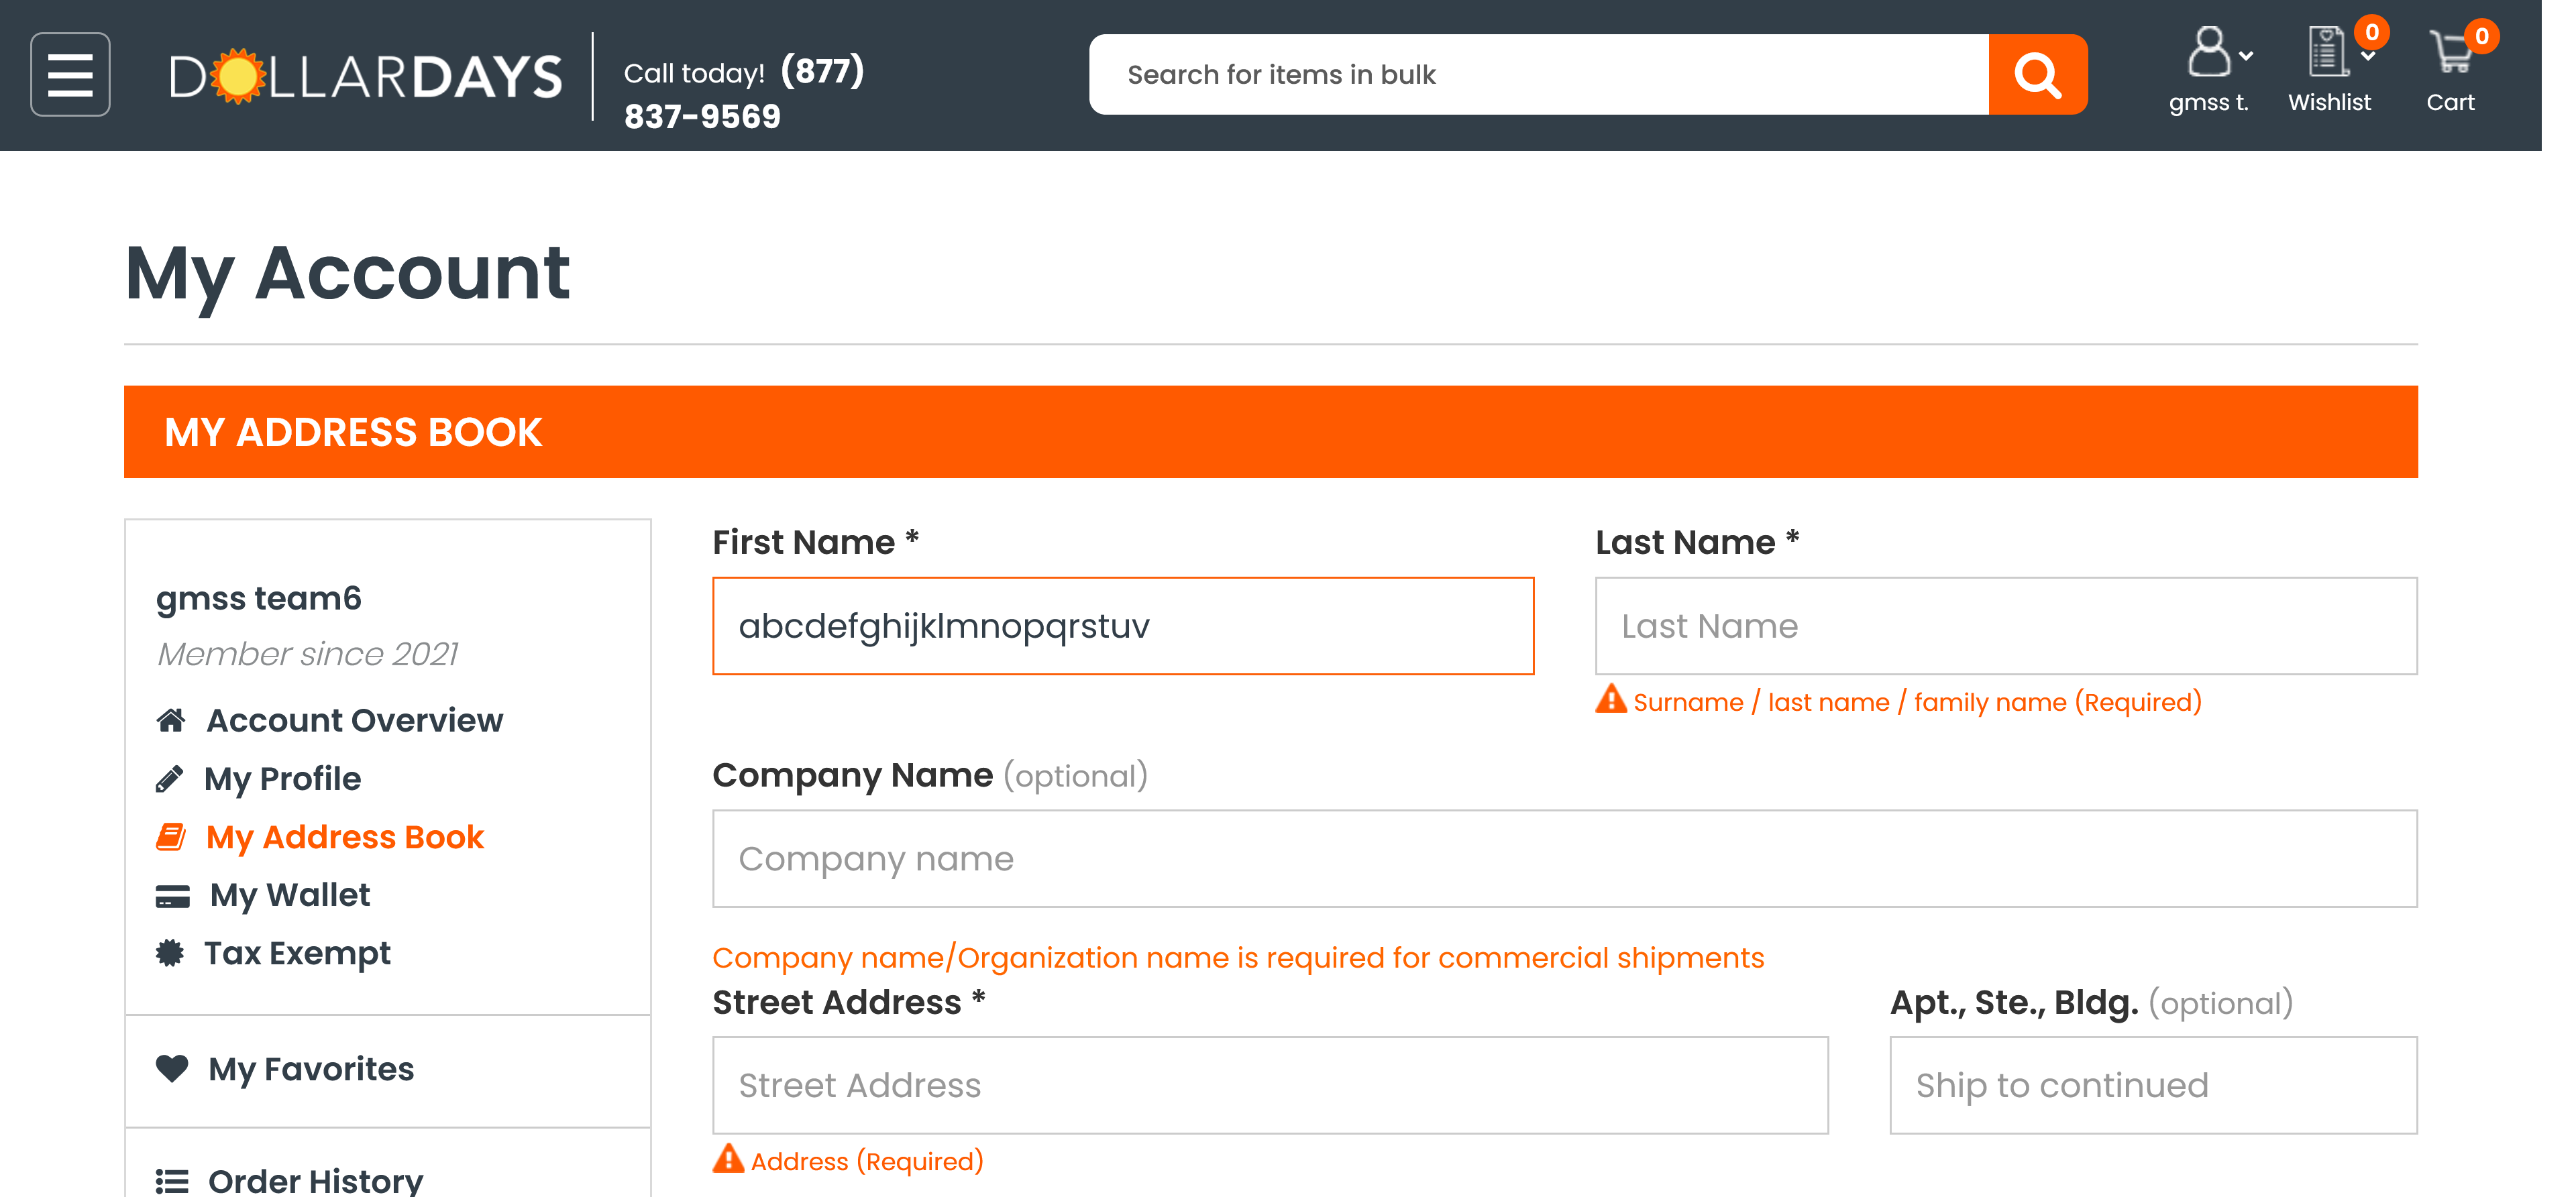 DOLLARDAYS
Call today! (877)
837-9569
Search for items in bulk
gmss t.
0
Wishlist
0
Cart
My Account
MY ADDRESS BOOK
gmss team6
Member since 2021
Account Overview
My Profile
My Address Book
My Wallet
Tax Exempt
My Favorites
Order History
First Name *
abcdefghijklmnopqrstuv
Last Name *
Last Name
Surname / last name / family name (Required)
Company Name (optional)
Company name
Company name/Organization name is required for commercial shipments
Street Address *
Street Address
Address (Required)
Apt., Ste., Bldg. (optional)
Ship to continued